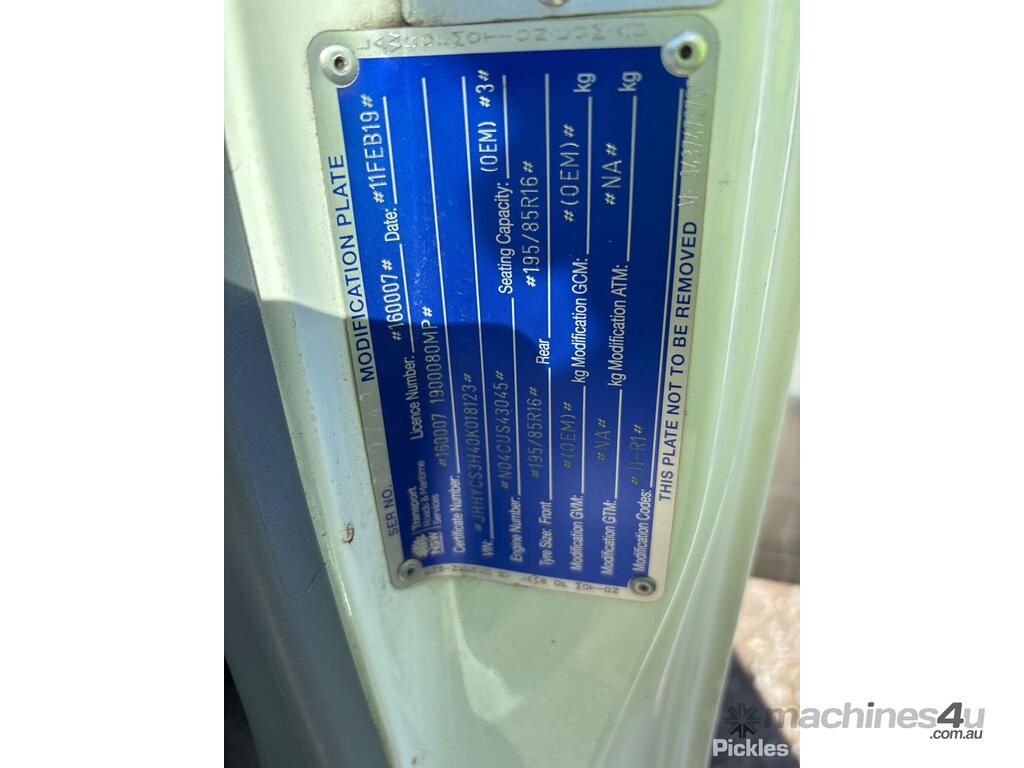 MODIFICATION PLATE
SER NO.
Transport
Roads & Maritime
Services
NSW
Licence Number: #160007# Date: #11FEB19#
Certificate Number: #160007 1900080MP#
VIN: #JHHYCS3H40K018123#
Engine Number: #N04CUS43045# Seating Capacity: (OEM) #3#
Tyre Size: Front #195/85R16# Rear #195/85R16#
Modification GVM: #(OEM)# kg Modification GCM: #(OEM)# kg
Modification GTM: #NA# kg Modification ATM: #NA# kg
Modification Codes: #J1-R1#
THIS PLATE NOT TO BE REMOVED
machines4u
.com.au
Pickles